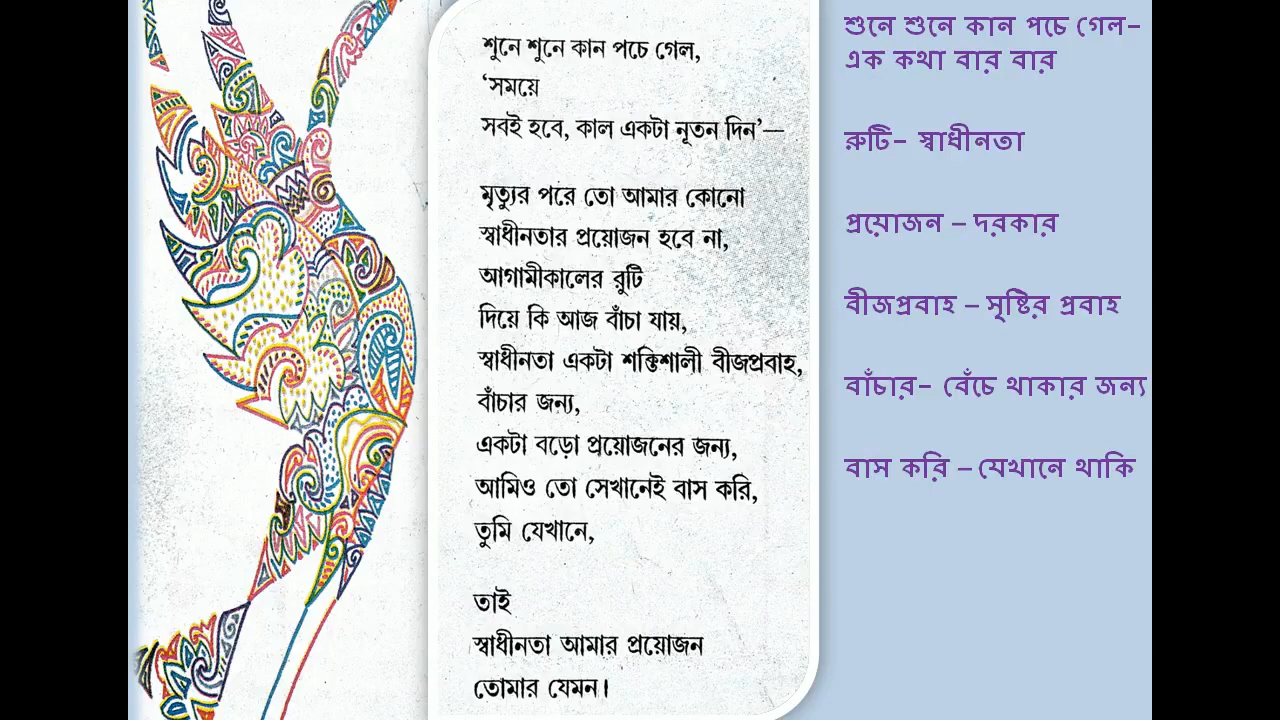 শুনে শুনে কান পচে গেল,
‘সময়ে
সবই হবে, কাল একটা নূতন দিন’—
মৃত্যুর পরে তো আমার কোনো
স্বাধীনতার প্রয়োজন হবে না,
আগামীকালের রুটি
দিয়ে কি আজ বাঁচা যায়,
স্বাধীনতা একটা শক্তিশালী বীজপ্রবাহ,
বাঁচার জন্য,
একটা বড়ো প্রয়োজনের জন্য,
আমিও তো সেখানেই বাস করি,
তুমি যেখানে,
তাই
স্বাধীনতা আমার প্রয়োজন
তোমার যেমন।
শুনে শুনে কান পচে গেল–
এক কথা বার বার
রুটি– স্বাধীনতা
প্রয়োজন – দরকার
বীজপ্রবাহ – সৃষ্টির প্রবাহ
বাঁচার– বেঁচে থাকার জন্য
বাস করি – যেখানে থাকি